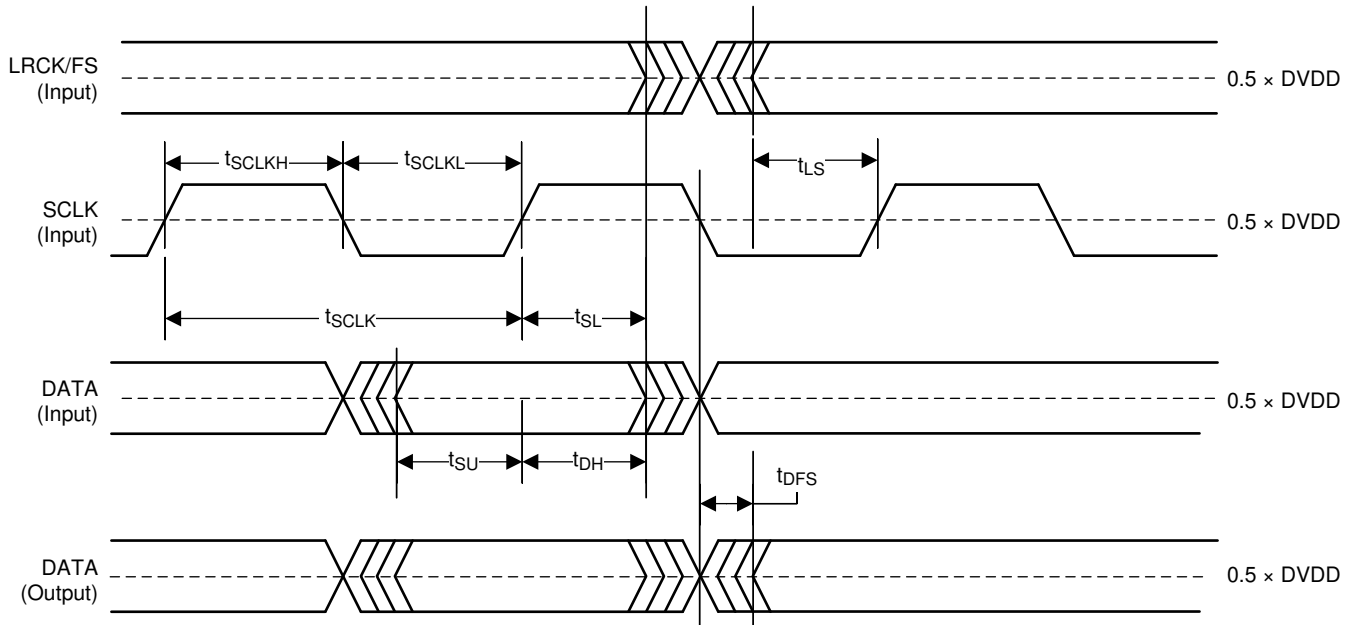 LRCK/FS
(Input)
0.5 × DVDD
tSCLKH
tSCLKL
tLS
SCLK
(Input)
0.5 × DVDD
tSCLK
tSL
DATA
(Input)
0.5 × DVDD
tSU
tDH
tDFS
DATA
(Output)
0.5 × DVDD